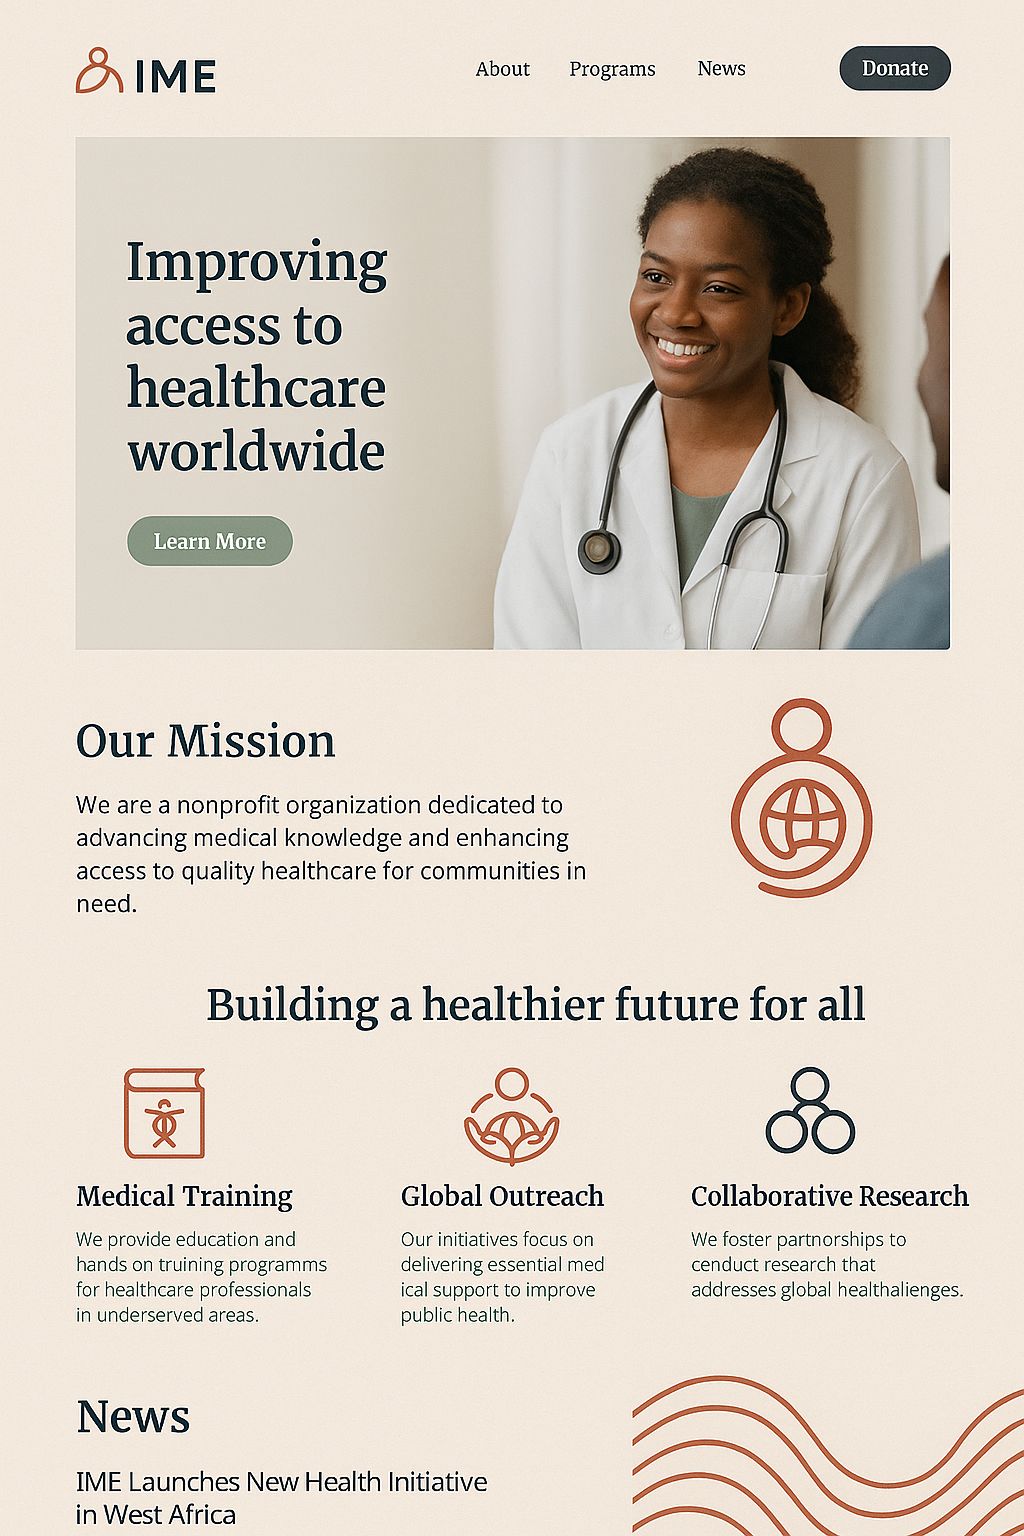 IME
About
Programs
News
Donate
Improving
access to
healthcare
worldwide
Learn More
Our Mission
We are a nonprofit organization dedicated to
advancing medical knowledge and enhancing
access to quality healthcare for communities in
need.
Building a healthier future for all
Medical Training
We provide education and
hands on truining programms
for healthcare professionals
in underserved areas.
Global Outreach
Our initiatives focus on
delivering essential med
ical support to improve
public health.
Collaborative Research
We foster partnorships to
cenduct research that
addresses global healthalienges.
News
IME Launches New Health Initiative
in West Africa